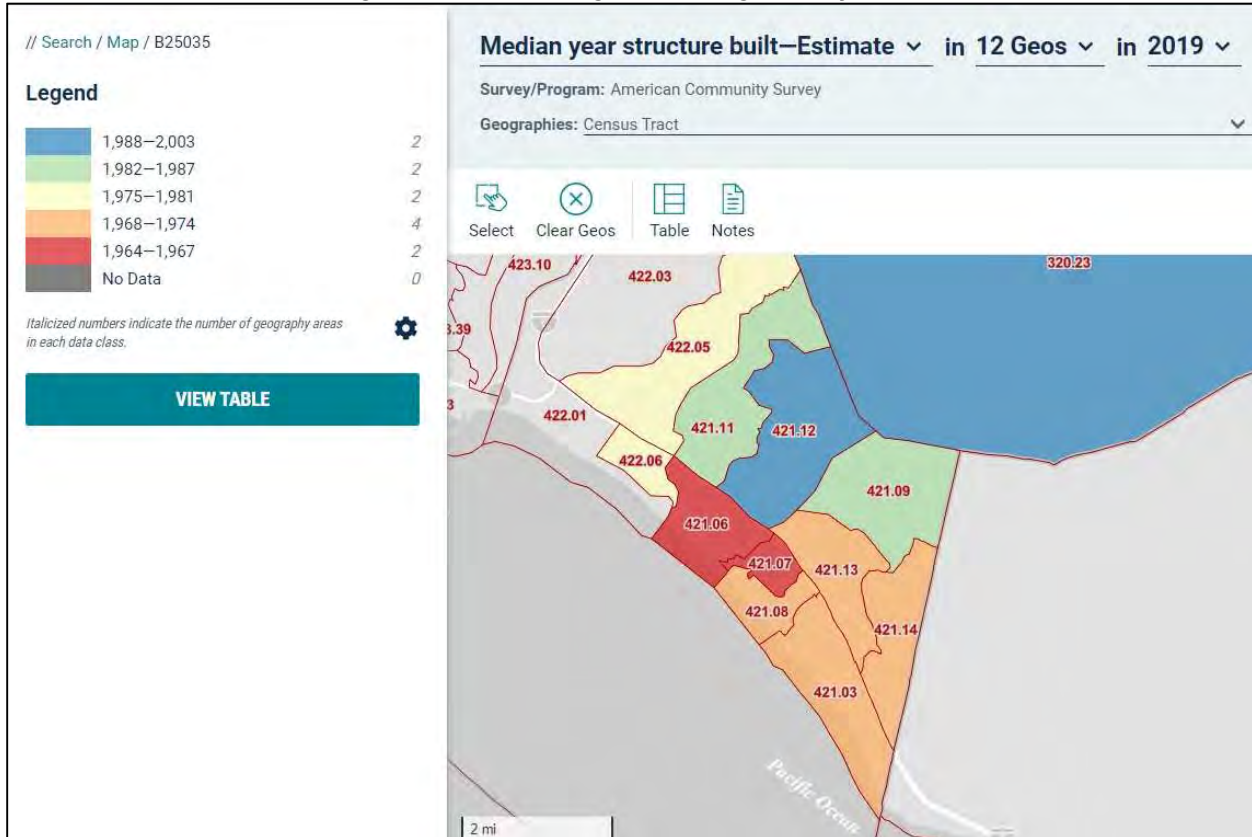 // Search / Map / B25035
Legend
1,988—2,003 2
1,982—1,987 2
1,975—1,981 2
1,968—1,974 4
1,964—1,967 2
No Data 0
Italicized numbers indicate the number of geography areas
in each data class.
VIEW TABLE
Median year structure built—Estimate in 12 Geos in 2019
Survey/Program: American Community Survey
Geographies: Census Tract
Select Clear Geos Table Notes
423.10
422.03
320.23
3.39
422.05
3
422.01
421.11
421.12
422.06
421.09
421.06
421.07
421.13
421.08
421.14
421.03
Pacific Ocean
2 mi